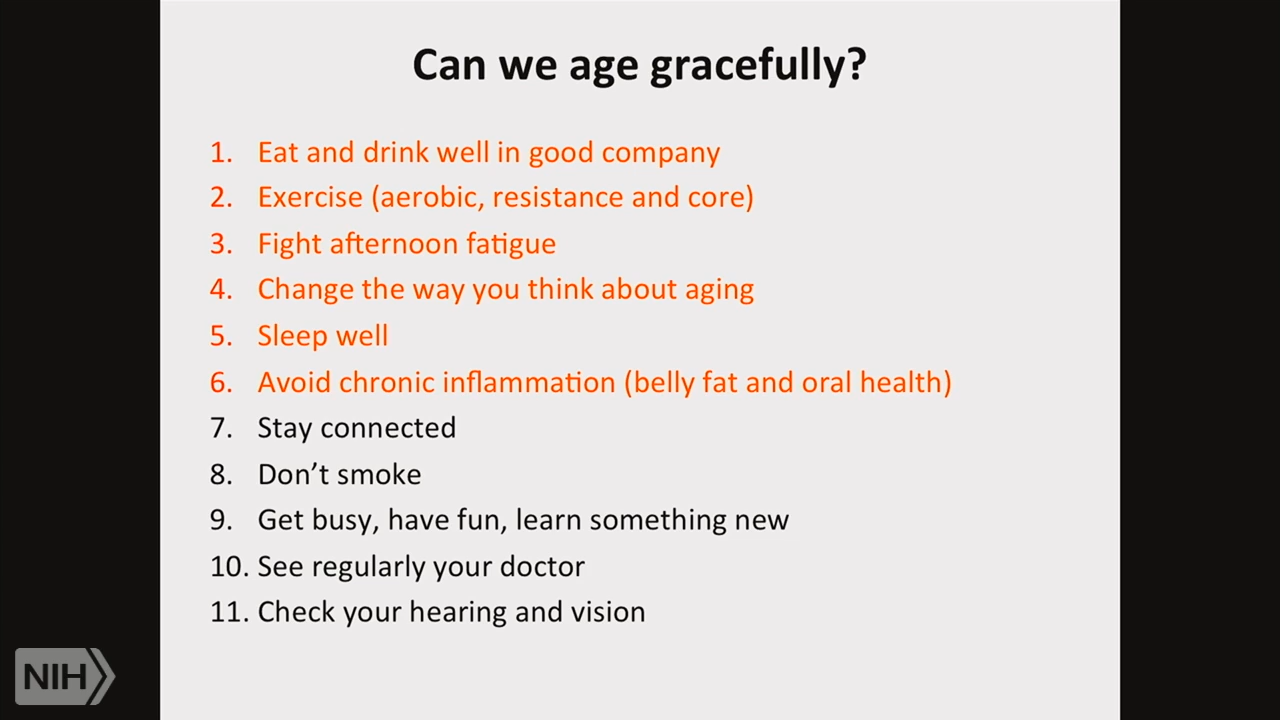 Can we age gracefully?
1. Eat and drink well in good company
2. Exercise (aerobic, resistance and core)
3. Fight afternoon fatigue
4. Change the way you think about aging
5. Sleep well
6. Avoid chronic inflammation (belly fat and oral health)
7. Stay connected
8. Don’t smoke
9. Get busy, have fun, learn something new
10. See regularly your doctor
11. Check your hearing and vision
NIH